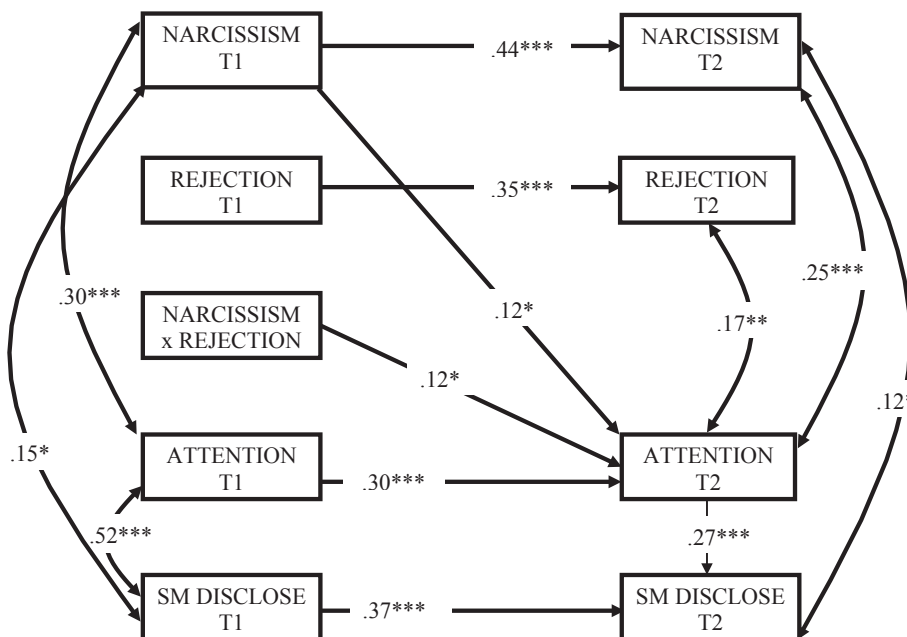 NARCISSISM
T1
.44***
NARCISSISM
T2
REJECTION
T1
.35***
REJECTION
T2
.30***
.25***
NARCISSISM
x REJECTION
.12*
.17**
.12*
.12*
.15*
ATTENTION
T1
.30***
ATTENTION
T2
.52***
.27***
SM DISCLOSE
T1
.37***
SM DISCLOSE
T2